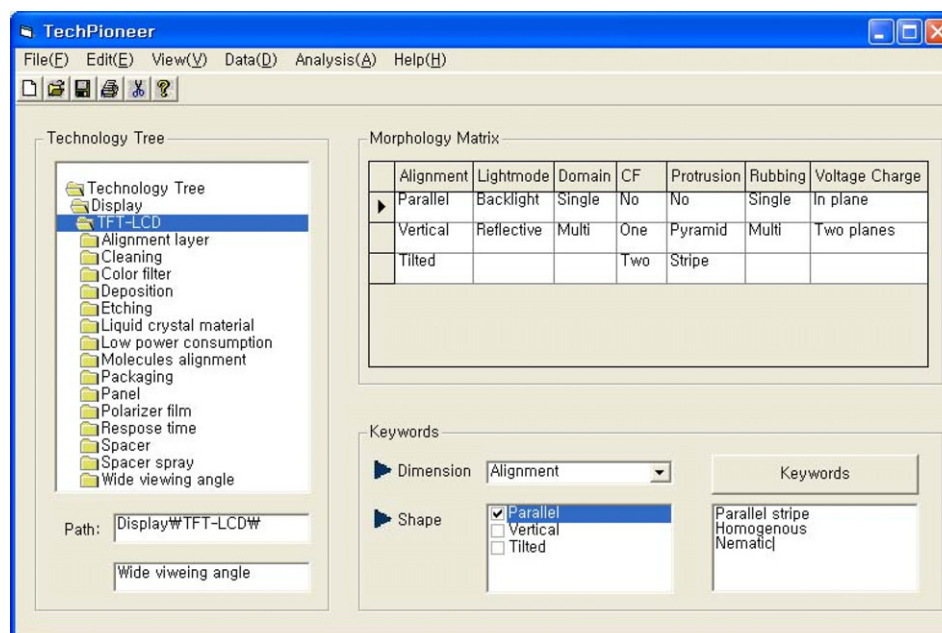 TechPioneer
File(F) Edit(E) View(V) Data(D) Analysis(A) Help(H)
Technology Tree
Technology Tree
Display
TFT-LCD
Alignment layer
Cleaning
Color filter
Deposition
Etching
Liquid crystal material
Low power consumption
Molecules alignment
Packaging
Panel
Polarizer film
Respose time
Spacer
Spacer spray
Wide viewing angle
Path: Display₩TFT-LCD₩
Wide viweing angle
Morphology Matrix
Alignment Lightmode Domain CF Protrusion Rubbing Voltage Charge
Parallel Backlight Single No No Single In plane
Vertical Reflective Multi One Pyramid Multi Two planes
Tilted Two Stripe
Keywords
Dimension Alignment
Shape Parallel
Vertical
Tilted
Keywords
Parallel stripe
Homogenous
Nematic